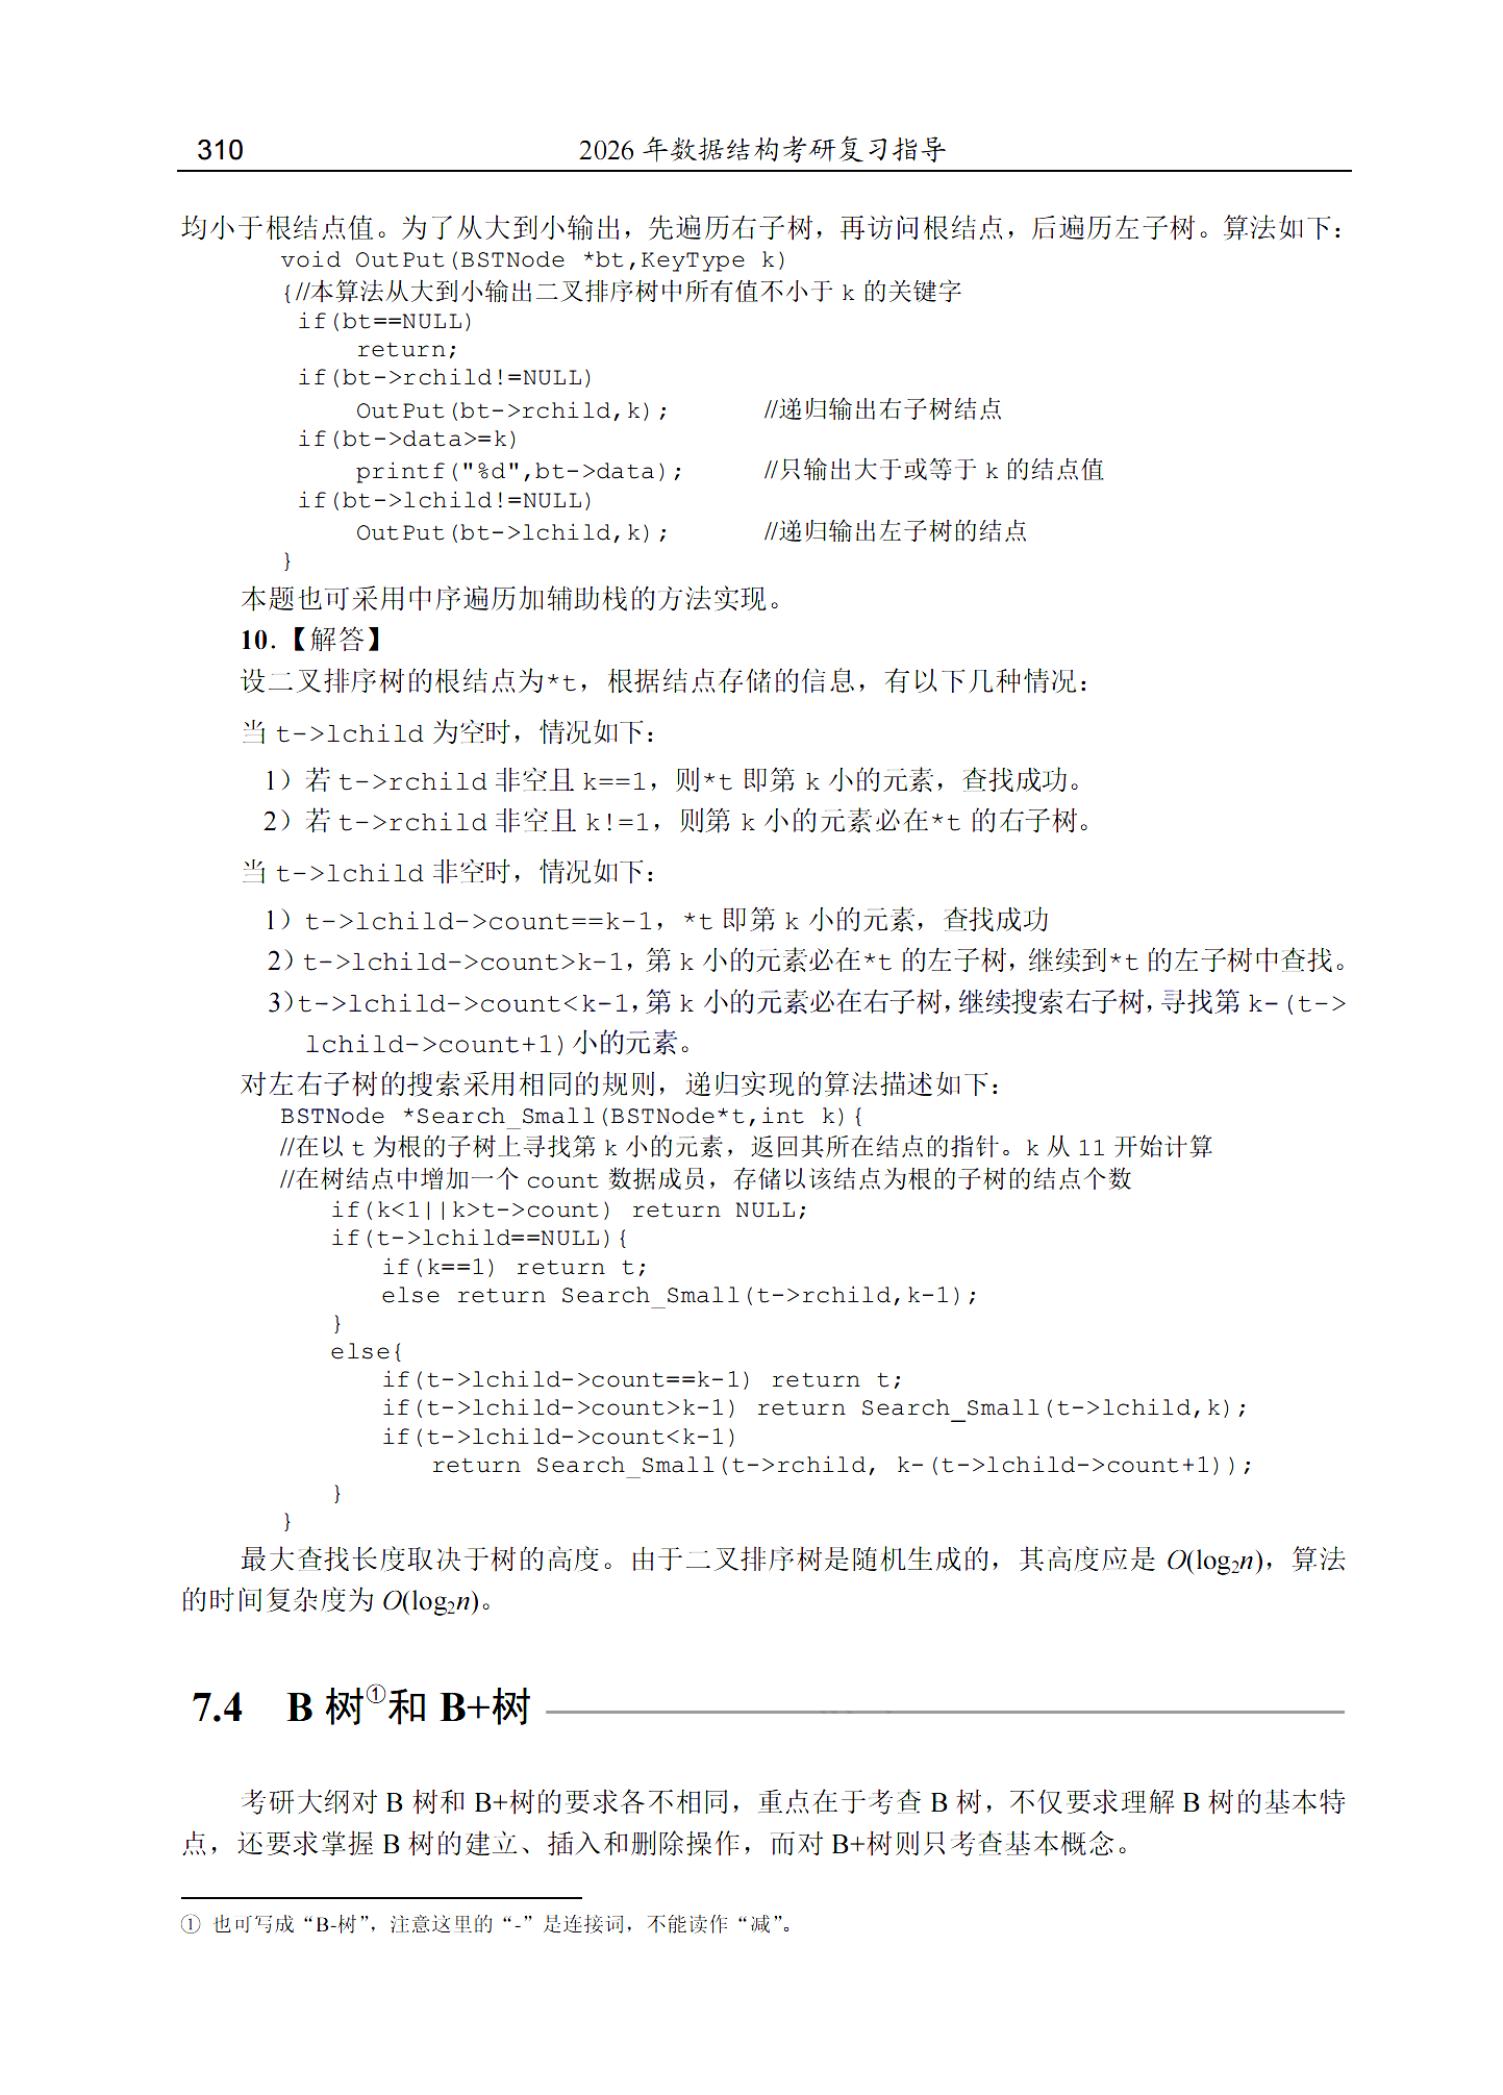 310
2026 年数据结构考研复习指导
均小于根结点值。为了从大到小输出，先遍历右子树，再访问根结点，后遍历左子树。算法如下：
void OutPut(BSTNode *bt,KeyType k)
{//本算法从大到小输出二叉排序树中所有值不小于 k 的关键字
if(bt==NULL)
return;
if(bt->rchild!=NULL)
OutPut(bt->rchild,k); //递归输出右子树结点
if(bt->data>=k)
printf("%d",bt->data); //只输出大于或等于 k 的结点值
if(bt->lchild!=NULL)
OutPut(bt->lchild,k); //递归输出左子树的结点
}
本题也可采用中序遍历加辅助栈的方法实现。
10.【解答】
设二叉排序树的根结点为*t，根据结点存储的信息，有以下几种情况：
当 t->lchild 为空时，情况如下：
1）若 t->rchild 非空且 k==1，则*t 即第 k 小的元素，查找成功。
2）若 t->rchild 非空且 k!=1，则第 k 小的元素必在*t 的右子树。
当 t->lchild 非空时，情况如下：
1）t->lchild->count==k-1，*t 即第 k 小的元素，查找成功
2）t->lchild->count>k-1，第 k 小的元素必在*t 的左子树，继续到*t 的左子树中查找。
3）t->lchild->count<k-1，第 k 小的元素必在右子树，继续搜索右子树，寻找第 k-(t->
lchild->count+1)小的元素。
对左右子树的搜索采用相同的规则，递归实现的算法描述如下：
BSTNode *Search_Small(BSTNode*t,int k){
//在以 t 为根的子树上寻找第 k 小的元素，返回其所在结点的指针。k 从 11 开始计算
//在树结点中增加一个 count 数据成员，存储以该结点为根的子树的结点个数
if(k<1||k>t->count) return NULL;
if(t->lchild==NULL){
if(k==1) return t;
else return Search_Small(t->rchild,k-1);
}
else{
if(t->lchild->count==k-1) return t;
if(t->lchild->count>k-1) return Search_Small(t->lchild,k);
if(t->lchild->count<k-1)
return Search_Small(t->rchild, k-(t->lchild->count+1));
}
}
最大查找长度取决于树的高度。由于二叉排序树是随机生成的，其高度应是 O(log₂n)，算法
的时间复杂度为 O(log₂n)。
7.4 B 树①和 B+树
考研大纲对 B 树和 B+树的要求各不相同，重点在于考查 B 树，不仅要求理解 B 树的基本特
点，还要求掌握 B 树的建立、插入和删除操作，而对 B+树则只考查基本概念。
① 也可写成“B-树”，注意这里的“-”是连接词，不能读作“减”。